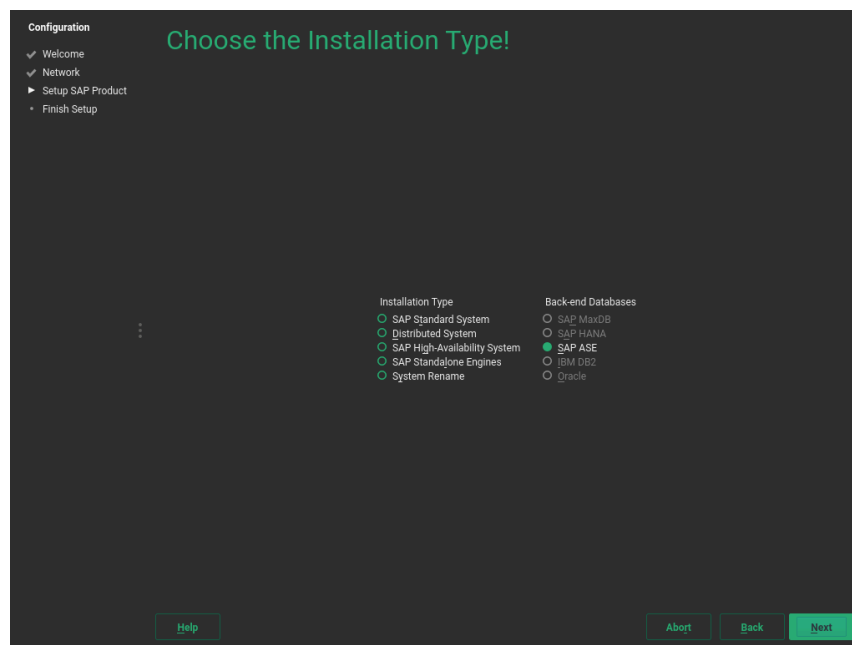 Configuration
Welcome
Network
Setup SAP Product
Finish Setup
Choose the Installation Type!
Installation Type
SAP Standard System
Distributed System
SAP High-Availability System
SAP Standalone Engines
System Rename
Back-end Databases
SAP MaxDB
SAP HANA
SAP ASE
IBM DB2
Oracle
Help
Abort
Back
Next